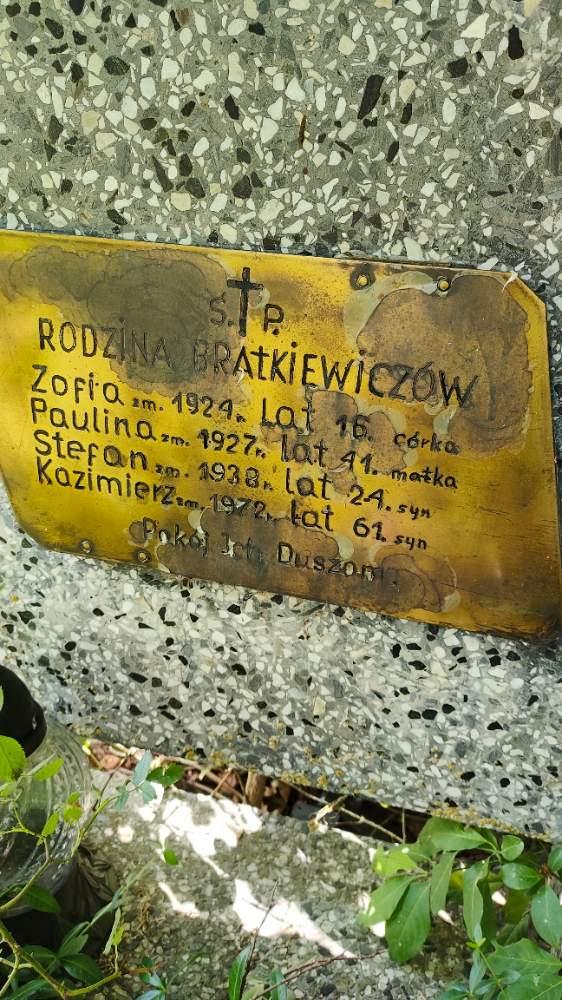 Ś. P.
RODZINA BRATKIEWICZÓW
Zofia zm. 1924r. Lat 16. córka
Paulina zm. 1927r. lat 41. matka
Stefan zm. 1938r. lat 24. syn
Kazimierz zm. 1972r. lat 61. syn
Pokój Ich Duszom.